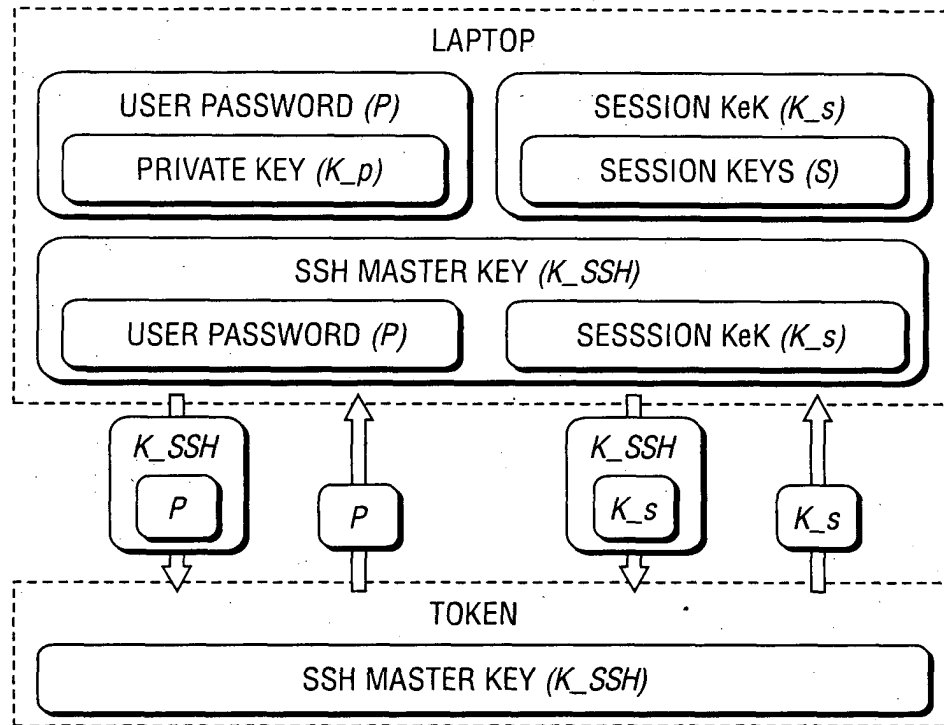 LAPTOP
USER PASSWORD (P)
PRIVATE KEY (K_p)
SESSION KeK (K_s)
SESSION KEYS (S)
SSH MASTER KEY (K_SSH)
USER PASSWORD (P)
SESSSION KeK (K_s)
K_SSH
P
P
K_SSH
K_s
K_s
TOKEN
SSH MASTER KEY (K_SSH)